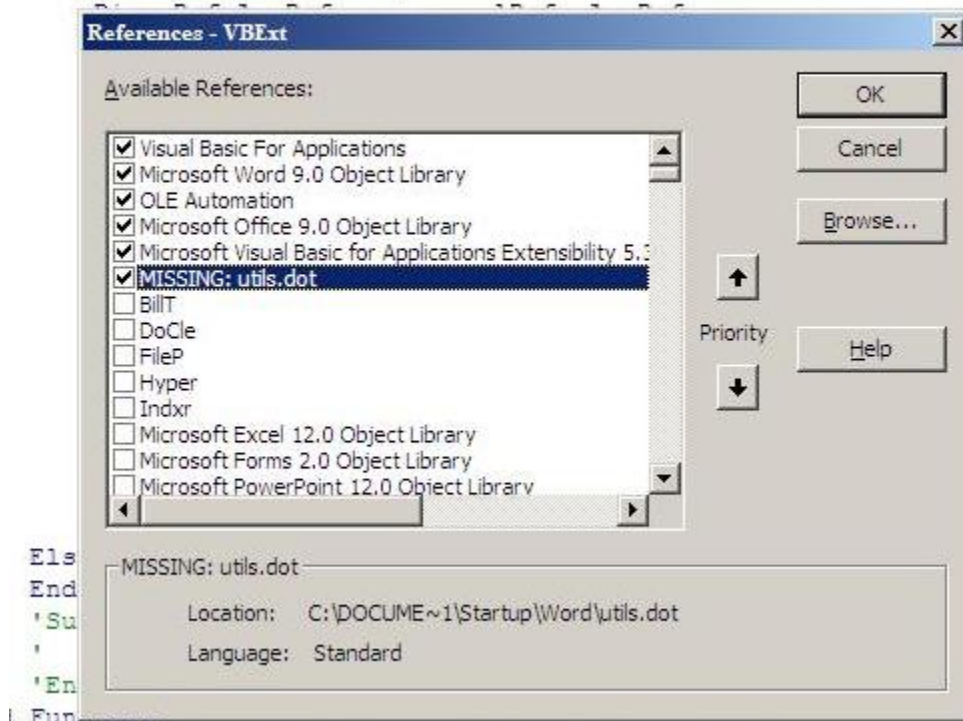 References - VBExt
Available References:
Visual Basic For Applications
Microsoft Word 9.0 Object Library
OLE Automation
Microsoft Office 9.0 Object Library
Microsoft Visual Basic for Applications Extensibility 5.3
MISSING: utils.dot
BillT
DoCle
FileP
Hyper
Indxr
Microsoft Excel 12.0 Object Library
Microsoft Forms 2.0 Object Library
Microsoft PowerPoint 12.0 Object Library
OK
Cancel
Browse...
Priority
Help
MISSING: utils.dot
Location: C:\DOCUME~1\Startup\Word\utils.dot
Language: Standard
Els
End
'Su
'
'En